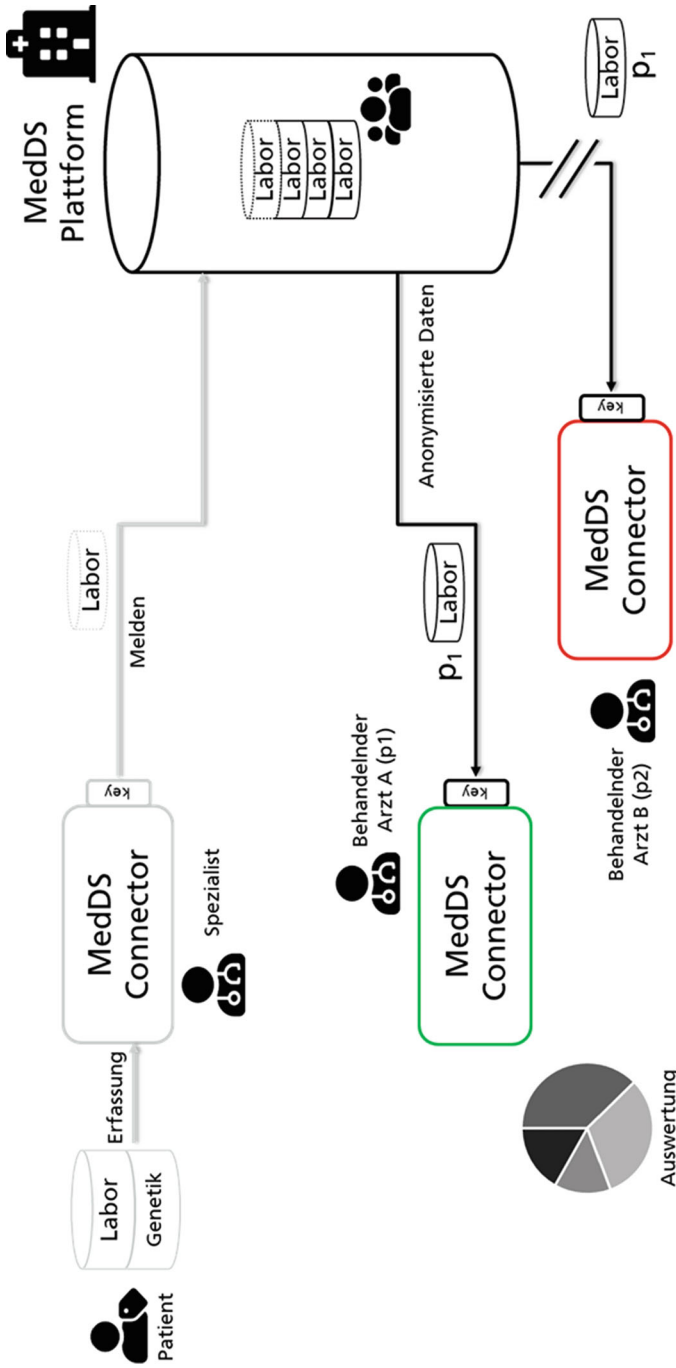 Patient
Labor
Genetik
Erfassung
MedDS
Connector
key
Spezialist
Labor
Melden
MedDS
Plattform
Labor
Labor
Labor
Labor
Auswertung
MedDS
Connector
key
Behandelnder
Arzt A (p1)
p1
Labor
Anonymisierte Daten
Behandelnder
Arzt B (p2)
MedDS
Connector
key
Labor
p1